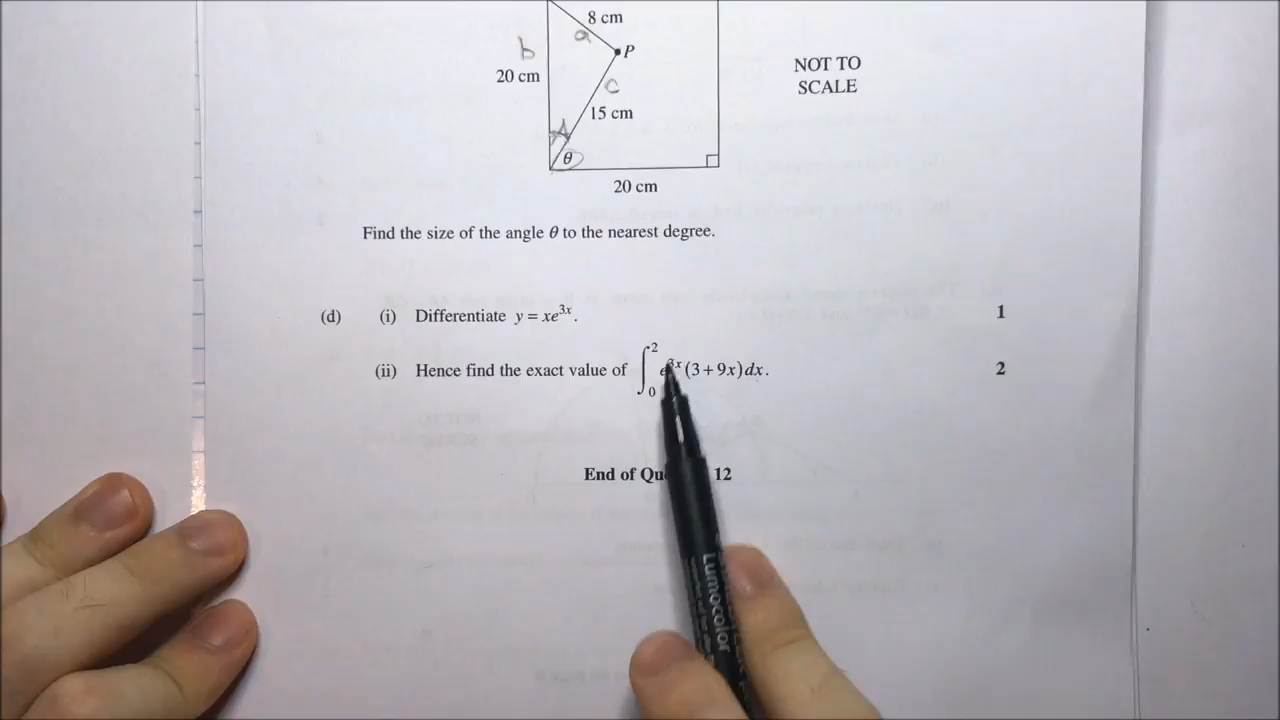 8 cm
a
P
b
20 cm
c
NOT TO
SCALE
15 cm
A
θ
20 cm
Find the size of the angle θ to the nearest degree.
(d) (i) Differentiate y = xe^{3x}. 1
(ii) Hence find the exact value of ∫_0^2 e^{3x}(3+9x)dx. 2
End of Qu 12
Lumocolor